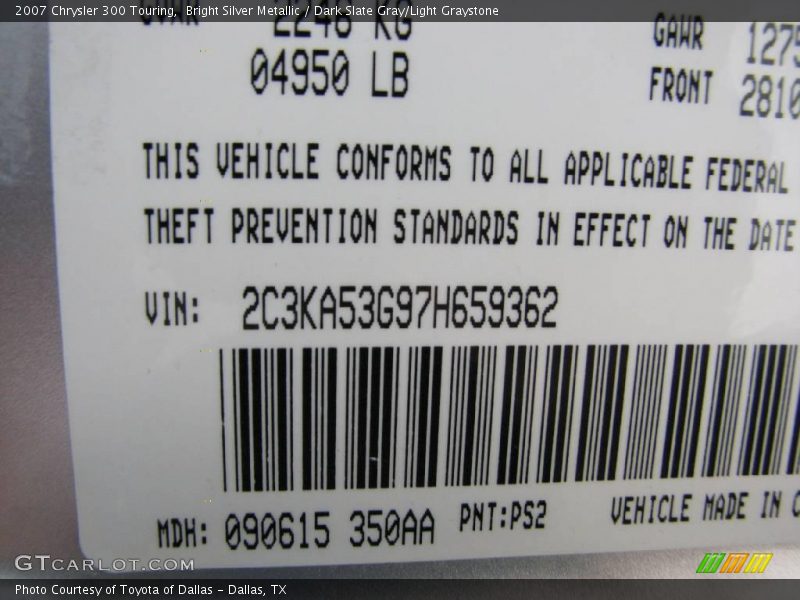 2007 Chrysler 300 Touring, Bright Silver Metallic / Dark Slate Gray/Light Graystone
2246 KG
04950 LB
GAWR 1275
FRONT 2810
THIS VEHICLE CONFORMS TO ALL APPLICABLE FEDERAL
THEFT PREVENTION STANDARDS IN EFFECT ON THE DATE
VIN: 2C3KA53G97H659362
MDH: 090615 350AA PNT:PS2 VEHICLE MADE IN C
GTCARLOT.COM
Photo Courtesy of Toyota of Dallas - Dallas, TX